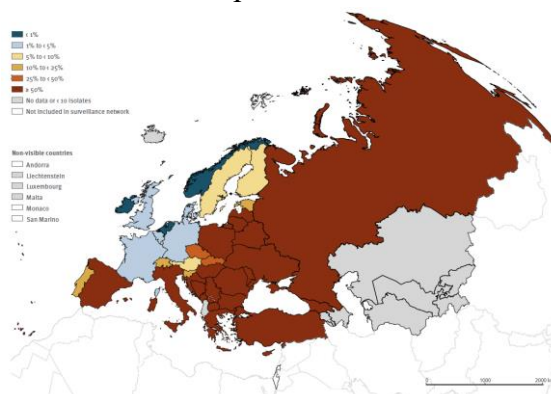 < 1%
1% to < 5%
5% to < 10%
10% to < 25%
25% to < 50%
≥ 50%
No data or < 10 isolates
Not included in surveillance network
Non-visible countries
Andorra
Liechtenstein
Luxembourg
Malta
Monaco
San Marino
0 1000 2000